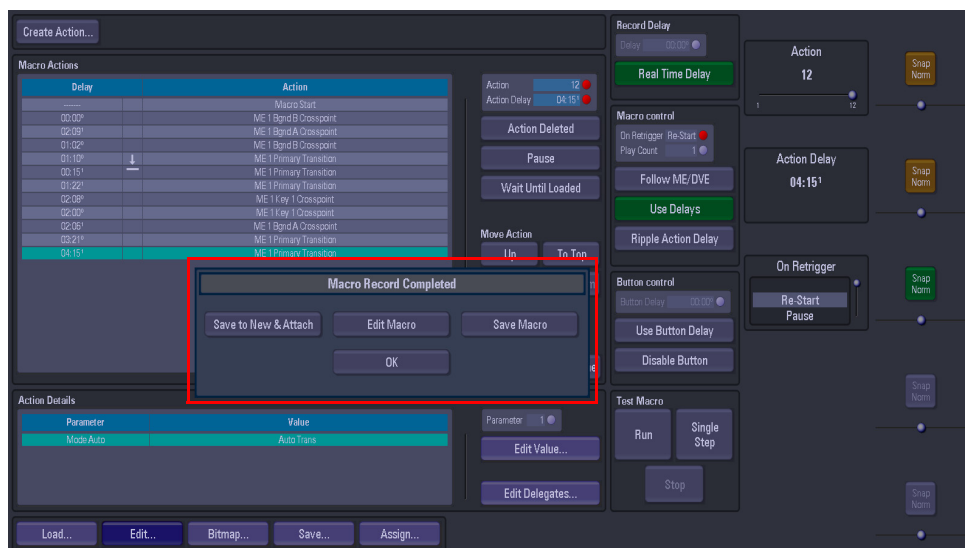 Create Action...
Macro Actions
Delay Action
----- Macro Start
00:00⁰ ME 1 Bgnd B Crosspoint
02:09¹ ME 1 Bgnd A Crosspoint
01:02⁰ ME 1 Bgnd B Crosspoint
01:10⁰ ME 1 Primary Transition
00:15¹ ME 1 Primary Transition
01:22¹ ME 1 Primary Transition
02:08⁰ ME 1 Key 1 Crosspoint
02:00⁰ ME 1 Key 1 Crosspoint
02:06¹ ME 1 Bgnd A Crosspoint
03:21⁰ ME 1 Primary Transition
04:15¹ ME 1 Primary Transition
Action 12
Action Delay 04:15¹
Action Deleted
Pause
Wait Until Loaded
Move Action
Up To Top
Macro Record Completed
Save to New & Attach Edit Macro Save Macro
OK
Action Details
Parameter Value
Mode Auto Auto Trans
Parameter 1
Edit Value...
Edit Delegates...
Load... Edit... Bitmap... Save... Assign...
Record Delay
Delay 00:00⁰
Real Time Delay
Macro control
On Retrigger Re-Start
Play Count 1
Follow ME/DVE
Use Delays
Ripple Action Delay
Button control
Button Delay 00:00⁰
Use Button Delay
Disable Button
Test Macro
Run Single Step
Stop
Action
12
1 12
Action Delay
04:15¹
On Retrigger
Re-Start
Pause
Snap Norm
Snap Norm
Snap Norm
Snap Norm
Snap Norm